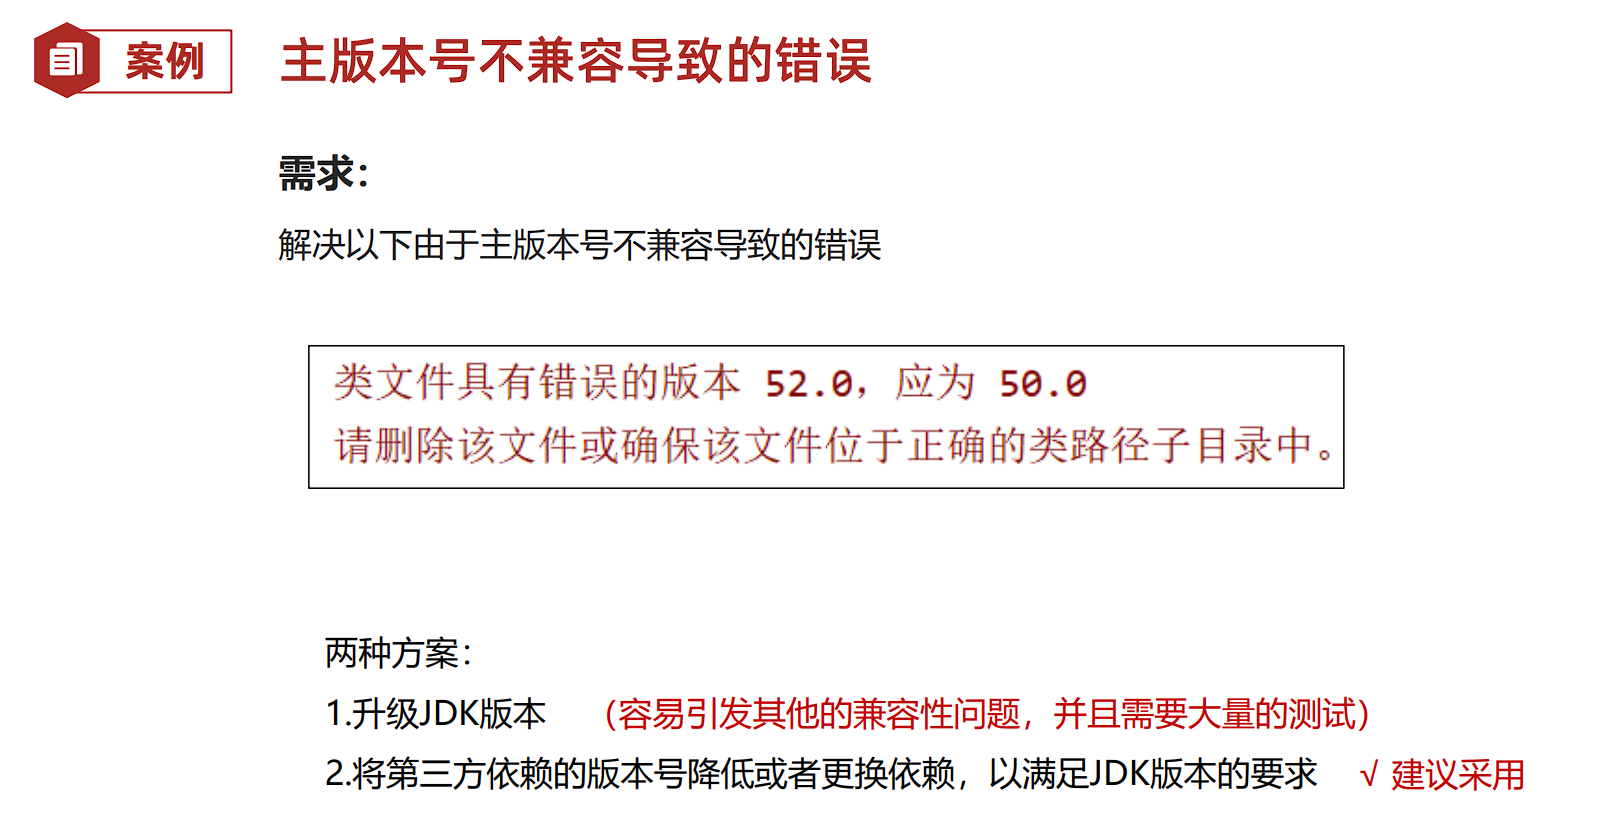 案例
主版本号不兼容导致的错误
需求：
解决以下由于主版本号不兼容导致的错误
类文件具有错误的版本 52.0，应为 50.0
请删除该文件或确保该文件位于正确的类路径子目录中。
两种方案：
1.升级JDK版本 （容易引发其他的兼容性问题，并且需要大量的测试）
2.将第三方依赖的版本号降低或者更换依赖，以满足JDK版本的要求 √ 建议采用